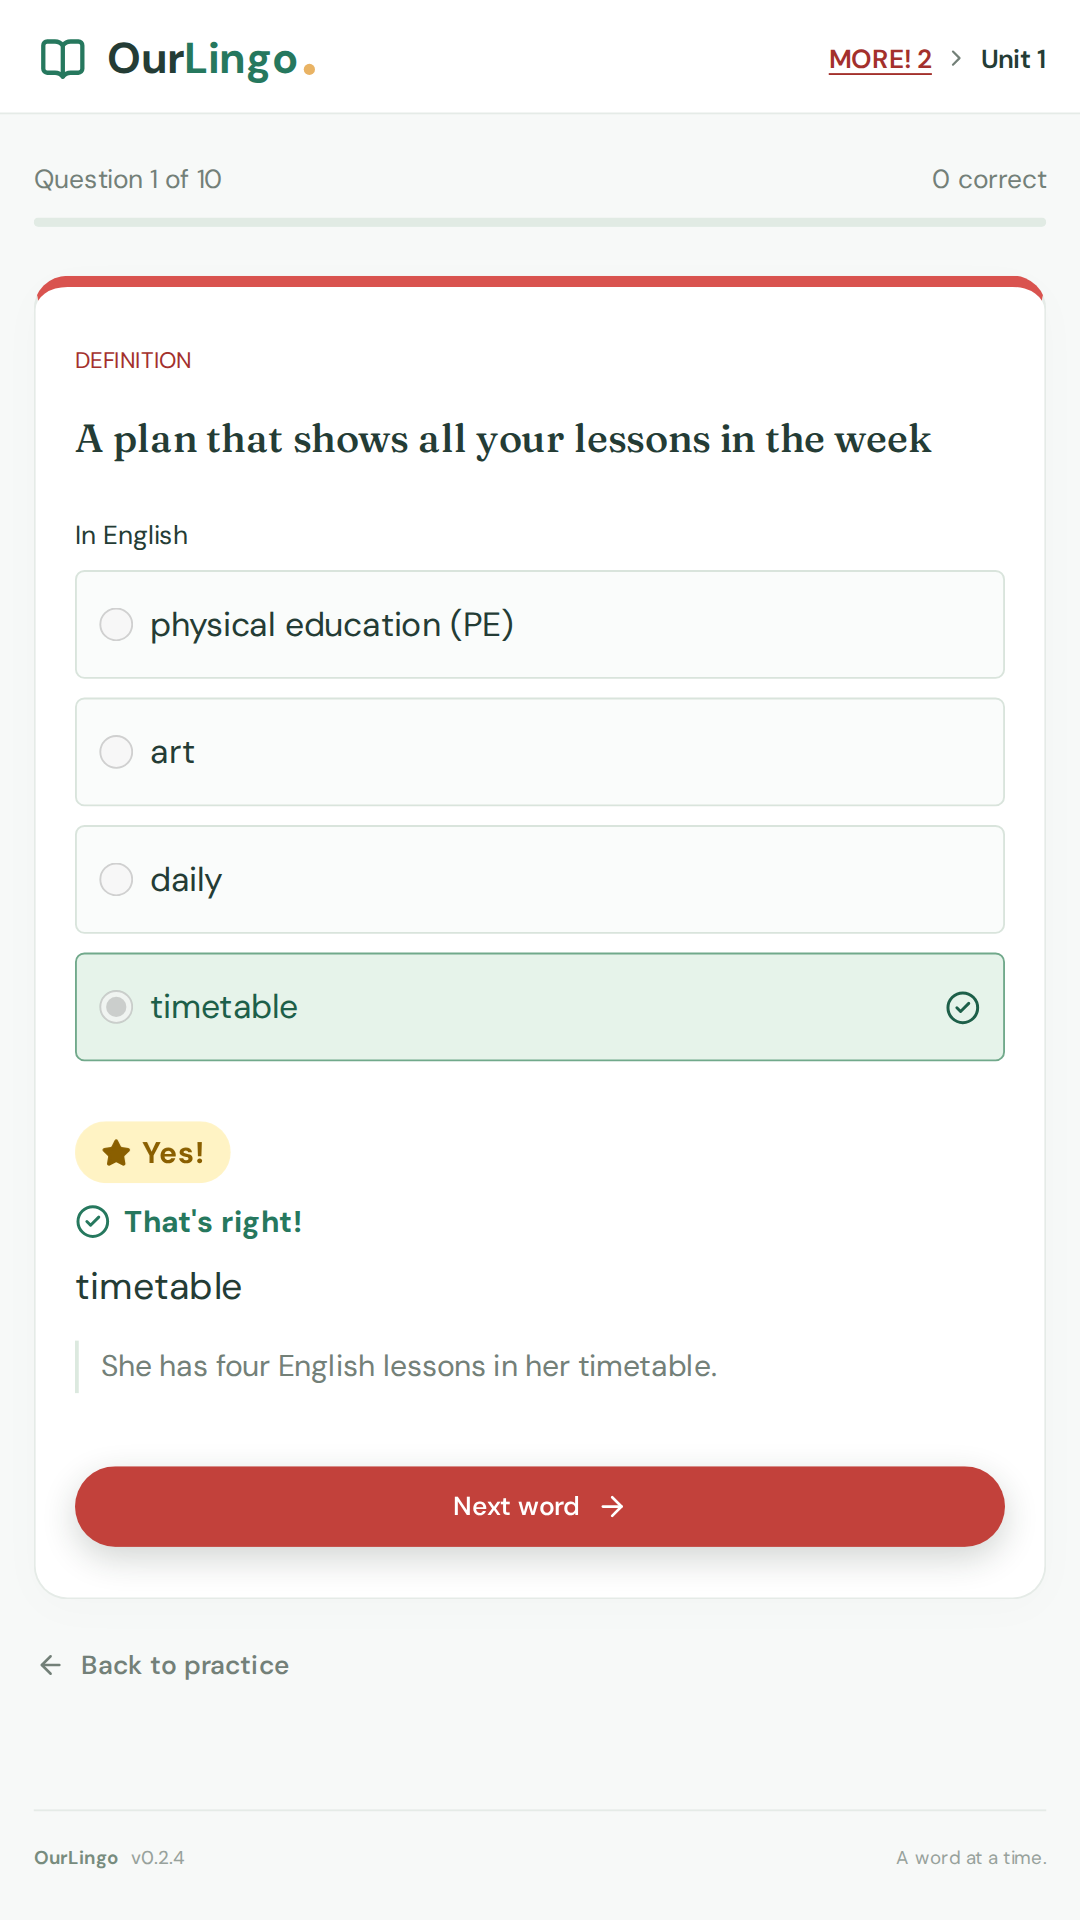 OurLingo.
MORE! 2 > Unit 1
Question 1 of 10
0 correct
DEFINITION
A plan that shows all your lessons in the week
In English
physical education (PE)
art
daily
timetable
Yes!
That's right!
timetable
She has four English lessons in her timetable.
Next word →
← Back to practice
OurLingo v0.2.4
A word at a time.